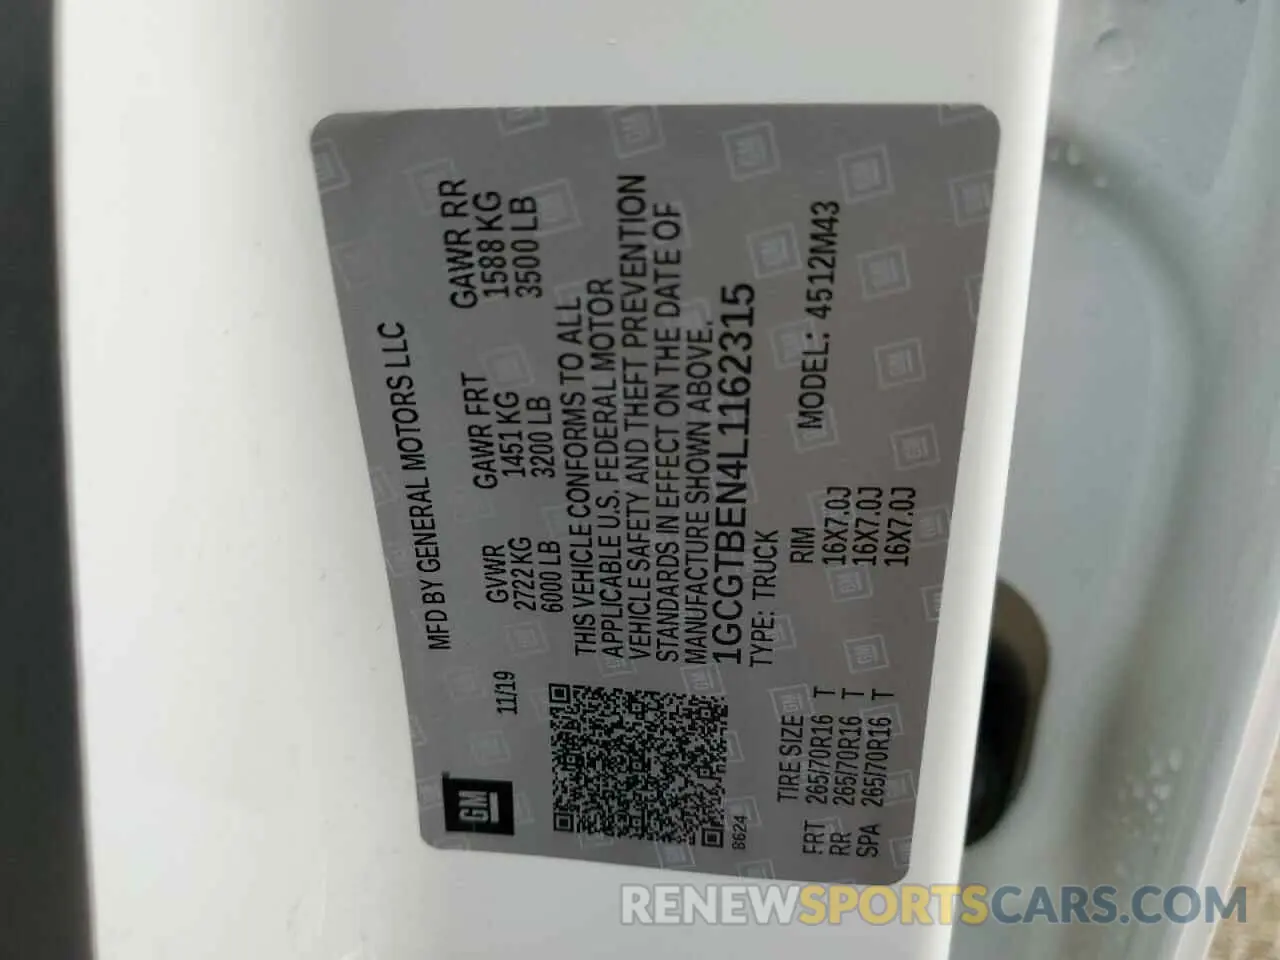 MFD BY GENERAL MOTORS LLC
GM
11/19
GVWR GAWR FRT GAWR RR
2722 KG 1451 KG 1588 KG
6000 LB 3200 LB 3500 LB
THIS VEHICLE CONFORMS TO ALL
APPLICABLE U.S. FEDERAL MOTOR
VEHICLE SAFETY AND THEFT PREVENTION
STANDARDS IN EFFECT ON THE DATE OF
MANUFACTURE SHOWN ABOVE.
1GCGTBEN4L1162315
8624
TYPE: TRUCK
MODEL: 4512M43
TIRE SIZE RIM
FRT 265/70R16 T 16X7.0J
RR 265/70R16 T 16X7.0J
SPA 265/70R16 T 16X7.0J
RENEWSPORTSCARS.COM